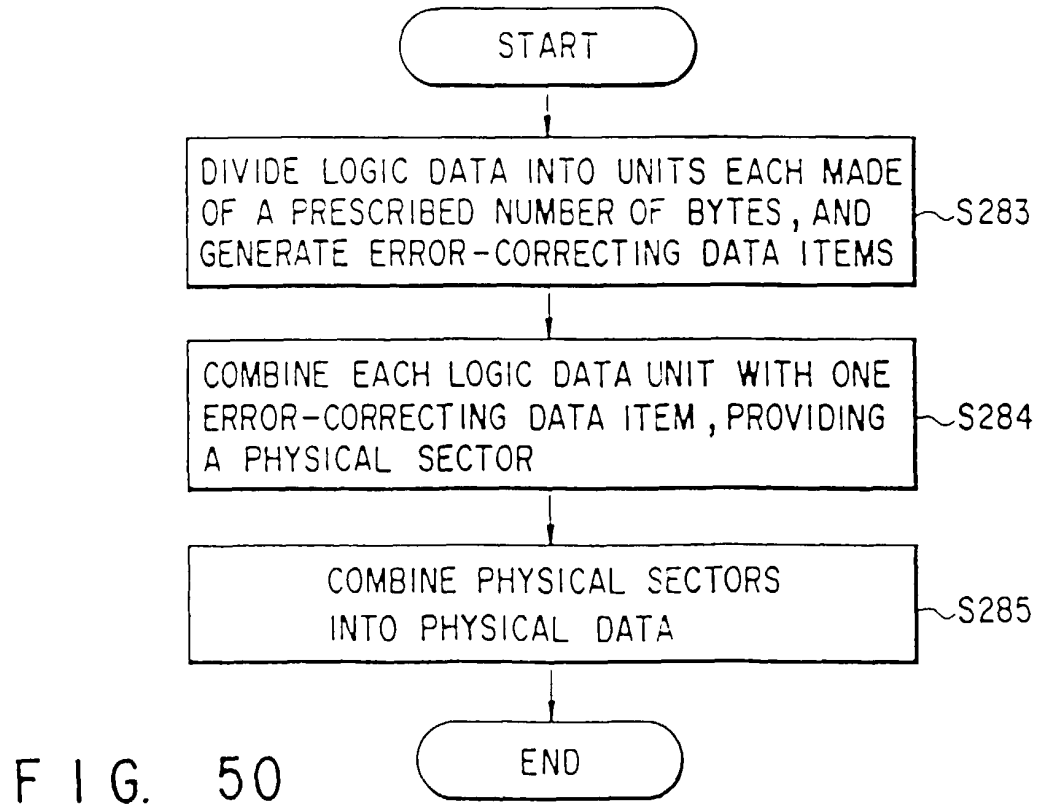 START
DIVIDE LOGIC DATA INTO UNITS EACH MADE
OF A PRESCRIBED NUMBER OF BYTES, AND
GENERATE ERROR-CORRECTING DATA ITEMS
S283
COMBINE EACH LOGIC DATA UNIT WITH ONE
ERROR-CORRECTING DATA ITEM, PROVIDING
A PHYSICAL SECTOR
S284
COMBINE PHYSICAL SECTORS
INTO PHYSICAL DATA
S285
END
FIG. 50